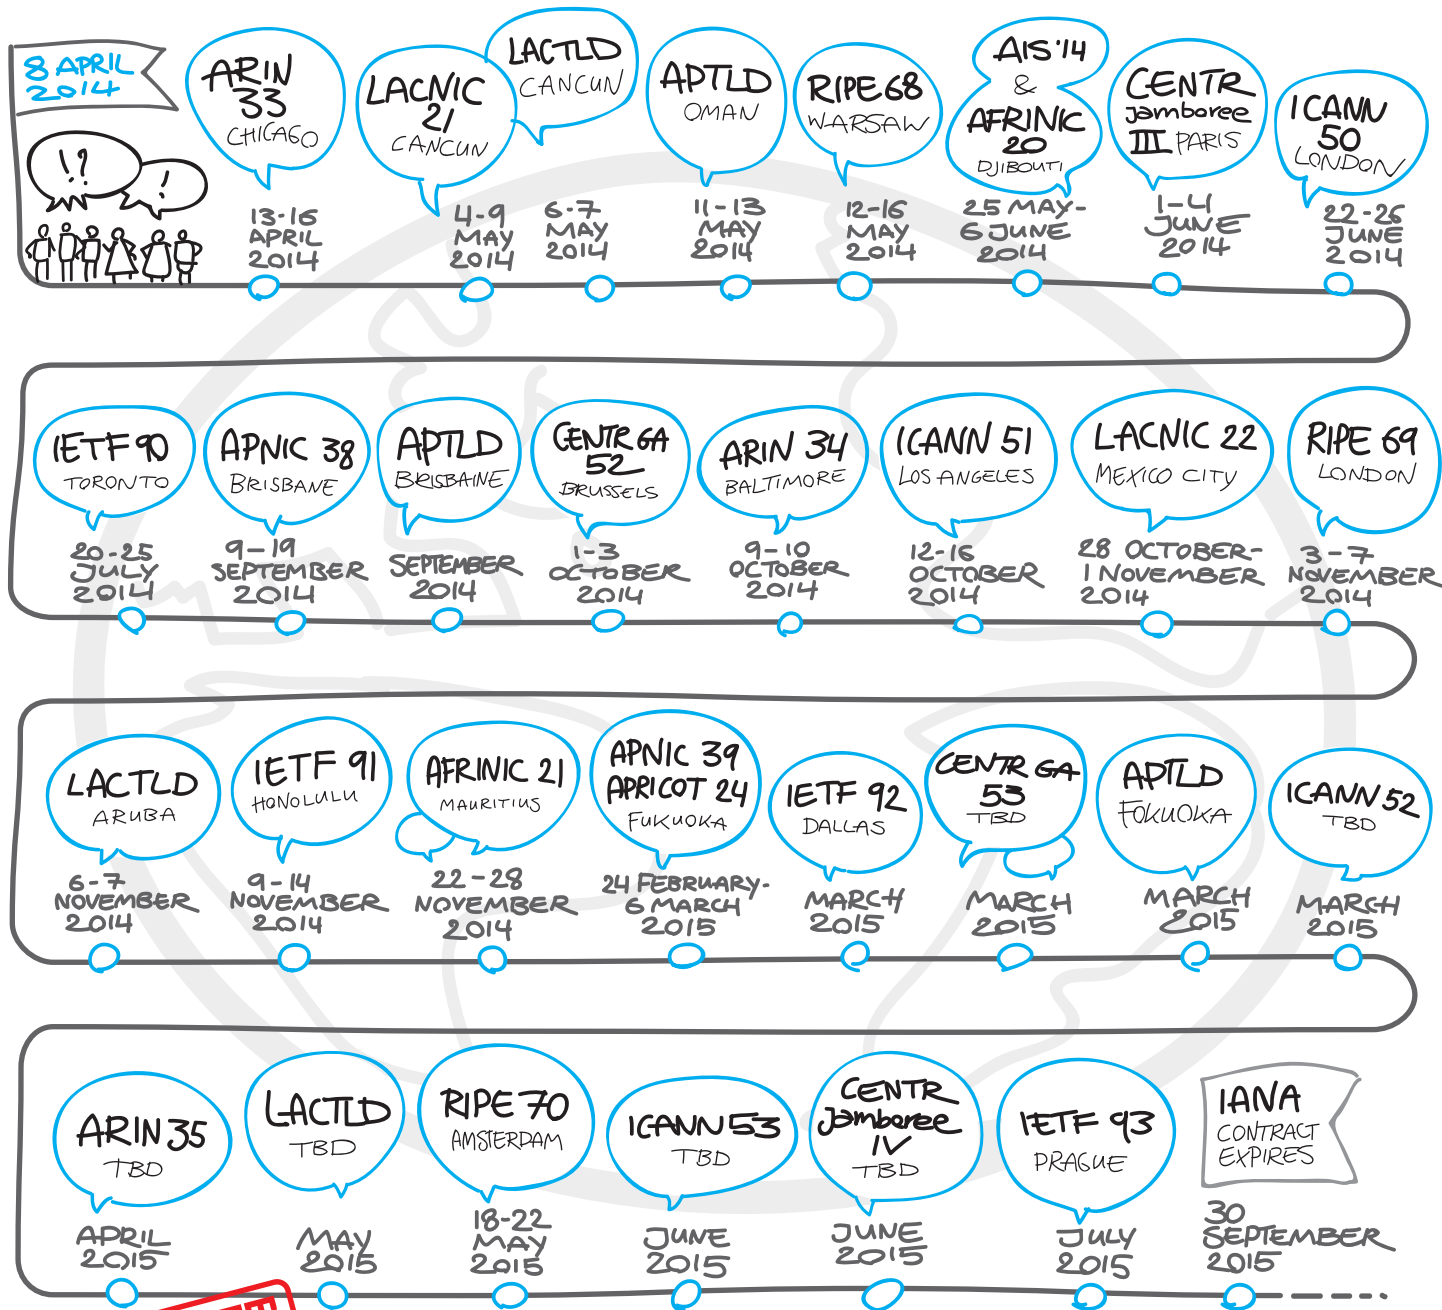 8 APRIL
2014
!?
!
ARIN
33
CHICAGO
13-16
APRIL
2014
LACNIC
21
CANCUN
4-9
MAY
2014
LACTLD
CANCUN
6-7
MAY
2014
APTLD
OMAN
11-13
MAY
2014
RIPE 68
WARSAW
12-16
MAY
2014
AIS'14
&
AFRINIC
20
DJIBOUTI
25 MAY-
6 JUNE
2014
CENTR
Jamboree
III PARIS
1-4
JUNE
2014
ICANN
50
LONDON
22-26
JUNE
2014
IETF 90
TORONTO
20-25
JULY
2014
APNIC 38
BRISBANE
9-19
SEPTEMBER
2014
APTLD
BRISBAINE
SEPTEMBER
2014
CENTR GA
52
BRUSSELS
1-3
OCTOBER
2014
ARIN 34
BALTIMORE
9-10
OCTOBER
2014
ICANN 51
LOS ANGELES
12-16
OCTOBER
2014
LACNIC 22
MEXICO CITY
28 OCTOBER-
1 NOVEMBER
2014
RIPE 69
LONDON
3-7
NOVEMBER
2014
LACTLD
ARUBA
6-7
NOVEMBER
2014
IETF 91
HONOLULU
9-14
NOVEMBER
2014
AFRINIC 21
MAURITIUS
22-28
NOVEMBER
2014
APNIC 39
APRICOT 24
FUKUOKA
24 FEBRUARY-
6 MARCH
2015
IETF 92
DALLAS
MARCH
2015
CENTR GA
53
TBD
MARCH
2015
APTLD
FOKUOKA
MARCH
2015
ICANN 52
TBD
MARCH
2015
ARIN 35
TBD
APRIL
2015
LACTLD
TBD
MAY
2015
RIPE 70
AMSTERDAM
18-22
MAY
2015
ICANN 53
TBD
JUNE
2015
CENTR
Jamboree
IV
TBD
JUNE
2015
IETF 93
PRAGUE
JULY
2015
IANA
CONTRACT
EXPIRES
30
SEPTEMBER
2015